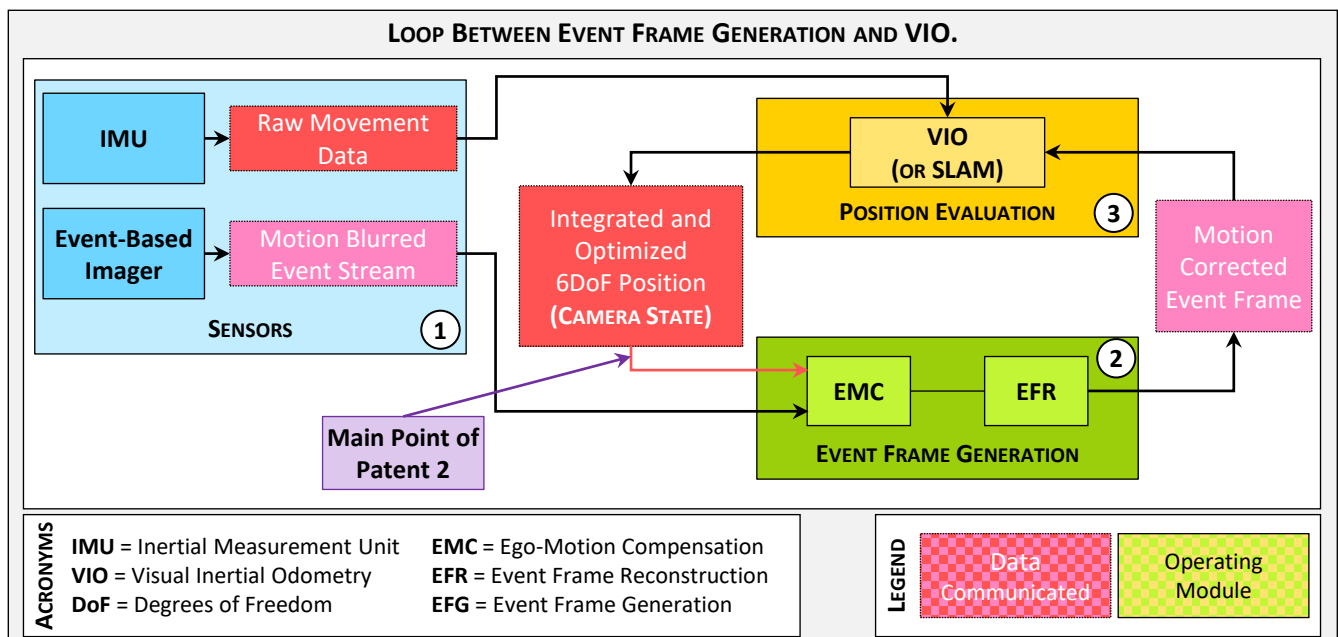 LOOP BETWEEN EVENT FRAME GENERATION AND VIO.
IMU
Raw Movement
Data
Event-Based
Imager
Motion Blurred
Event Stream
SENSORS
1
Integrated and
Optimized
6DoF Position
(CAMERA STATE)
VIO
(OR SLAM)
POSITION EVALUATION
3
Motion
Corrected
Event Frame
2
EMC
EFR
EVENT FRAME GENERATION
Main Point of
Patent 2
ACRONYMS
IMU = Inertial Measurement Unit
VIO = Visual Inertial Odometry
DoF = Degrees of Freedom
EMC = Ego-Motion Compensation
EFR = Event Frame Reconstruction
EFG = Event Frame Generation
LEGEND
Data
Communicated
Operating
Module